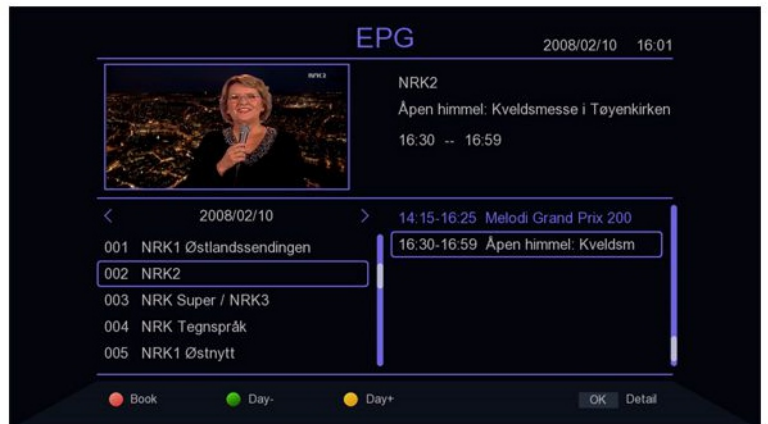 EPG
2008/02/10 16:01
NRK2
Åpen himmel: Kveldsmesse i Tøyenkirken
16:30 -- 16:59
< 2008/02/10 >
001 NRK1 Østlandssendingen
002 NRK2
003 NRK Super / NRK3
004 NRK Tegnspråk
005 NRK1 Østnytt
14:15-16:25 Melodi Grand Prix 200
16:30-16:59 Åpen himmel: Kveldsm
Book
Day-
Day+
OK Detail